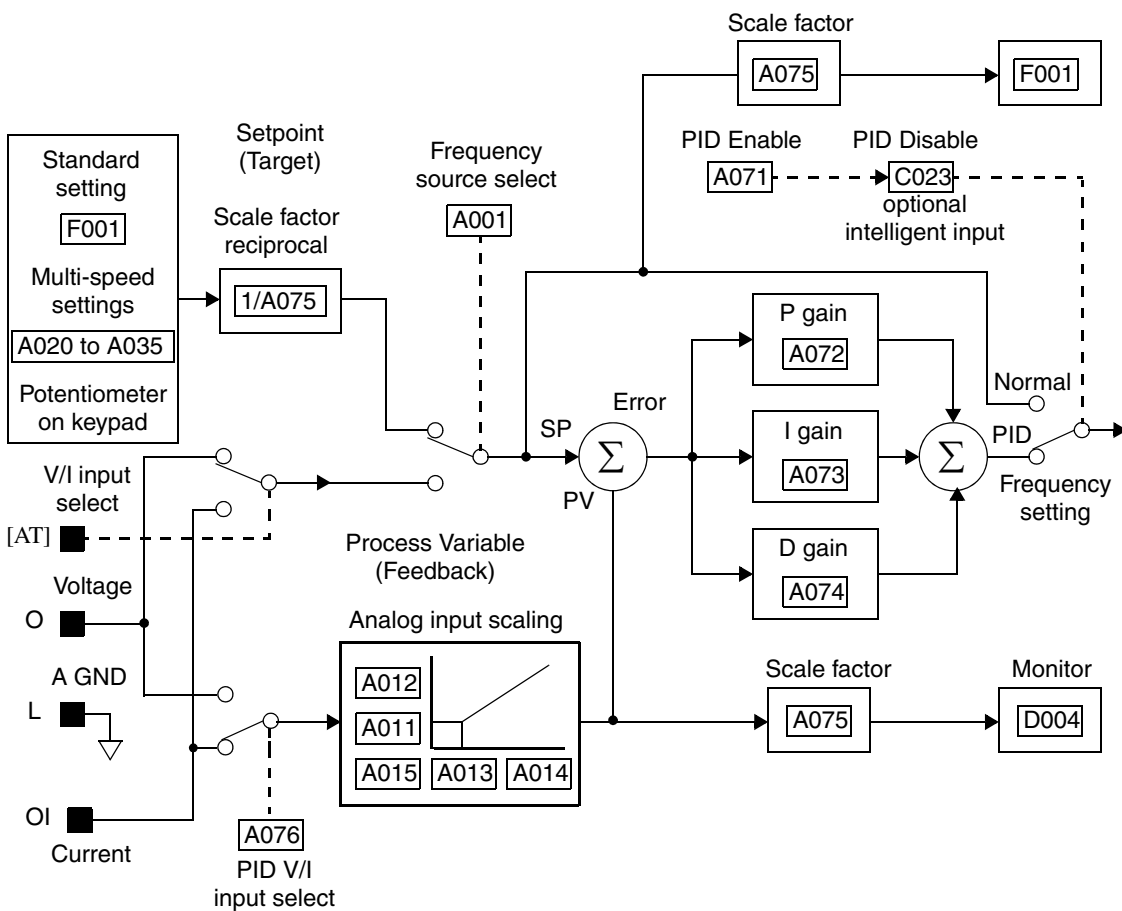 Scale factor
A075
F001
PID Enable
PID Disable
A071
C023
optional
intelligent input
Setpoint
(Target)
Frequency
source select
A001
Standard
setting
F001
Multi-speed
settings
A020 to A035
Potentiometer
on keypad
Scale factor
reciprocal
1/A075
P gain
A072
Normal
Error
SP
Σ
PV
I gain
A073
Σ
PID
Frequency
setting
D gain
A074
V/I input
select
[AT]
Voltage
O
A GND
L
OI
Current
Process Variable
(Feedback)
Analog input scaling
A012
A011
A015
A013
A014
A076
PID V/I
input select
Scale factor
A075
Monitor
D004